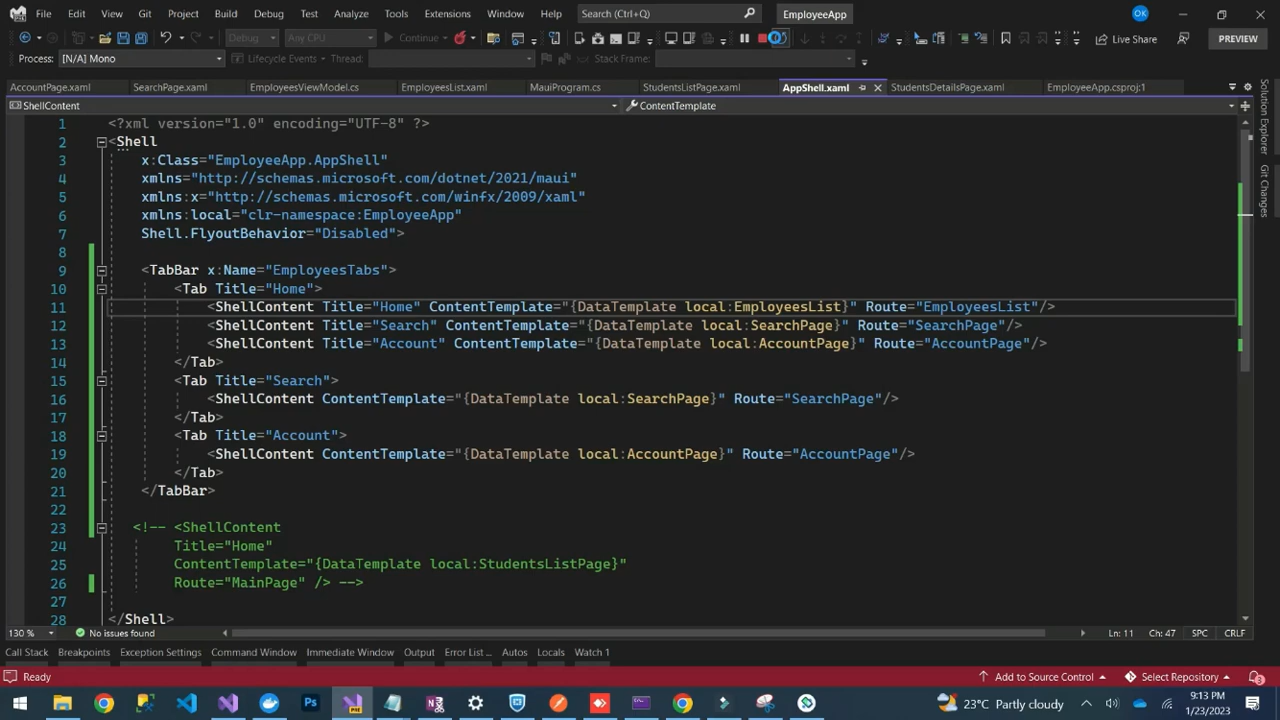 File Edit View Git Project Build Debug Test Analyze Tools Extensions Window Help Search (Ctrl+Q) EmployeeApp OK
Debug Any CPU Continue Live Share PREVIEW
Process: [N/A] Mono Lifecycle Events Thread: Stack Frame:
AccountPage.xaml SearchPage.xaml EmployeesViewModel.cs EmployeesList.xaml MauiProgram.cs StudentsListPage.xaml AppShell.xaml StudentsDetailsPage.xaml EmployeeApp.csproj:1
ShellContent ContentTemplate
Solution Explorer
Git Changes
1 <?xml version="1.0" encoding="UTF-8" ?>
2 <Shell
3 x:Class="EmployeeApp.AppShell"
4 xmlns="http://schemas.microsoft.com/dotnet/2021/maui"
5 xmlns:x="http://schemas.microsoft.com/winfx/2009/xaml"
6 xmlns:local="clr-namespace:EmployeeApp"
7 Shell.FlyoutBehavior="Disabled">
8
9 <TabBar x:Name="EmployeesTabs">
10 <Tab Title="Home">
11 <ShellContent Title="Home" ContentTemplate="{DataTemplate local:EmployeesList}" Route="EmployeesList"/>
12 <ShellContent Title="Search" ContentTemplate="{DataTemplate local:SearchPage}" Route="SearchPage"/>
13 <ShellContent Title="Account" ContentTemplate="{DataTemplate local:AccountPage}" Route="AccountPage"/>
14 </Tab>
15 <Tab Title="Search">
16 <ShellContent ContentTemplate="{DataTemplate local:SearchPage}" Route="SearchPage"/>
17 </Tab>
18 <Tab Title="Account">
19 <ShellContent ContentTemplate="{DataTemplate local:AccountPage}" Route="AccountPage"/>
20 </Tab>
21 </TabBar>
22
23 <!-- <ShellContent
24 Title="Home"
25 ContentTemplate="{DataTemplate local:StudentsListPage}"
26 Route="MainPage" /> -->
27
28 </Shell>
130 % No issues found Ln: 11 Ch: 47 SPC CRLF
Call Stack Breakpoints Exception Settings Command Window Immediate Window Output Error List ... Autos Locals Watch 1
Ready Add to Source Control Select Repository
23°C Partly cloudy 9:13 PM
1/23/2023